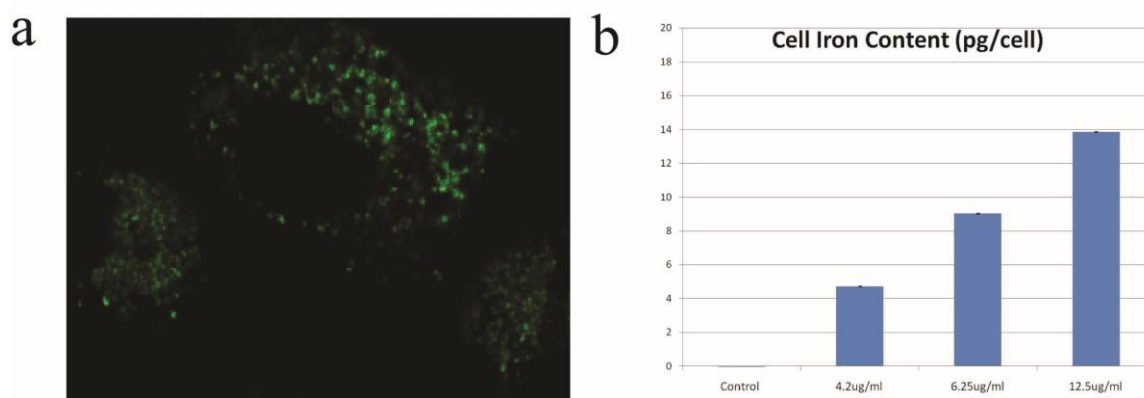 a
b
Cell Iron Content (pg/cell)
20
18
16
14
12
10
8
6
4
2
0
Control
4.2ug/ml
6.25ug/ml
12.5ug/ml